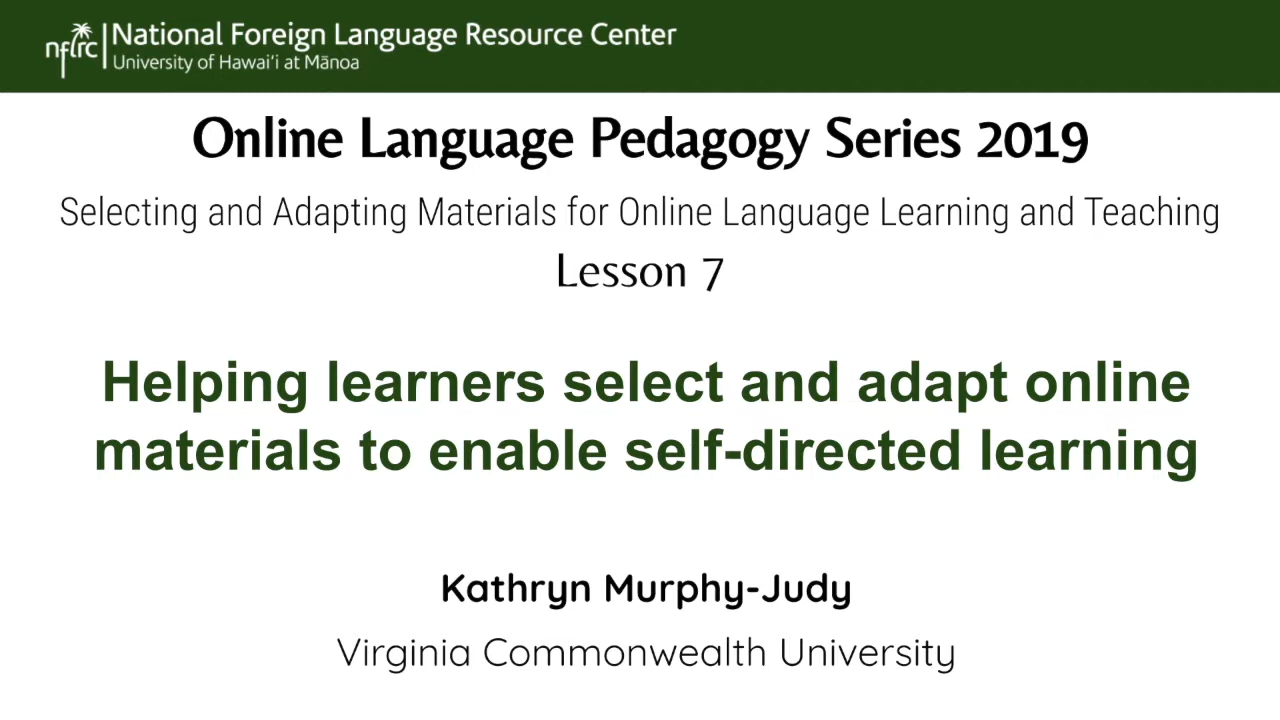 nflrc
National Foreign Language Resource Center
University of Hawaiʻi at Mānoa
Online Language Pedagogy Series 2019
Selecting and Adapting Materials for Online Language Learning and Teaching
Lesson 7
Helping learners select and adapt online
materials to enable self-directed learning
Kathryn Murphy-Judy
Virginia Commonwealth University